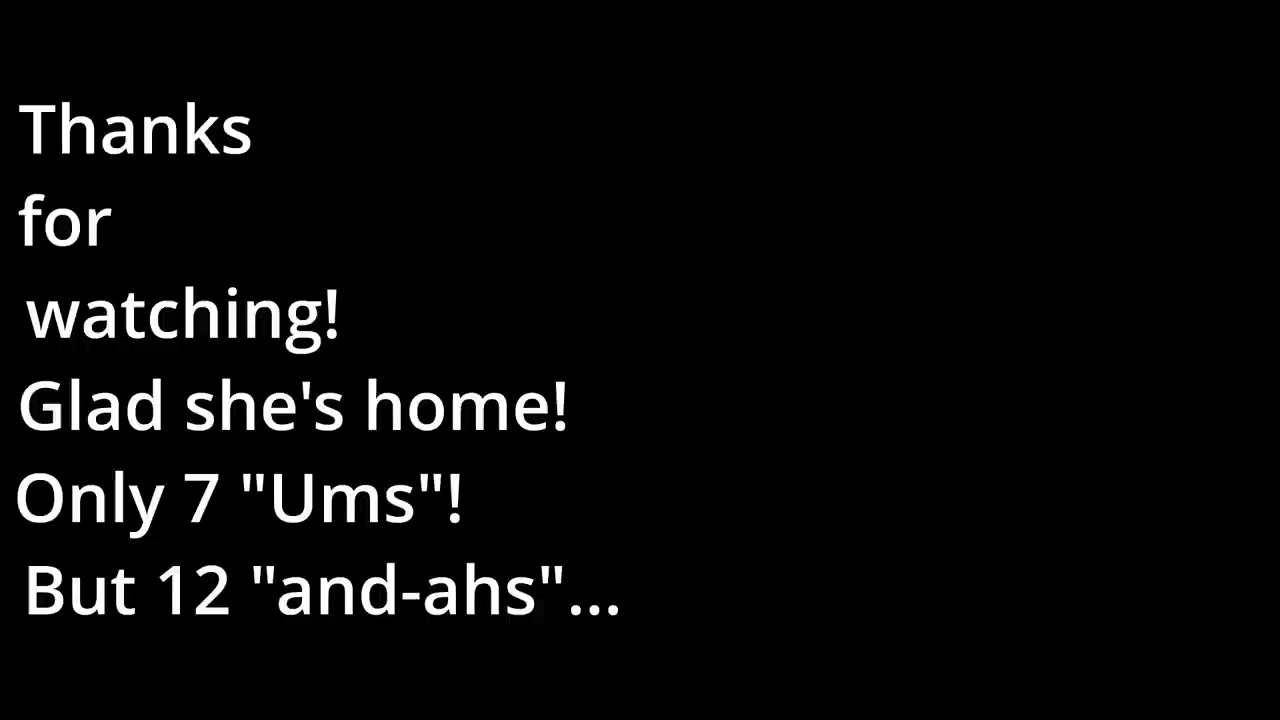 Thanks
for
watching!
Glad she's home!
Only 7 "Ums"!
But 12 "and-ahs"...